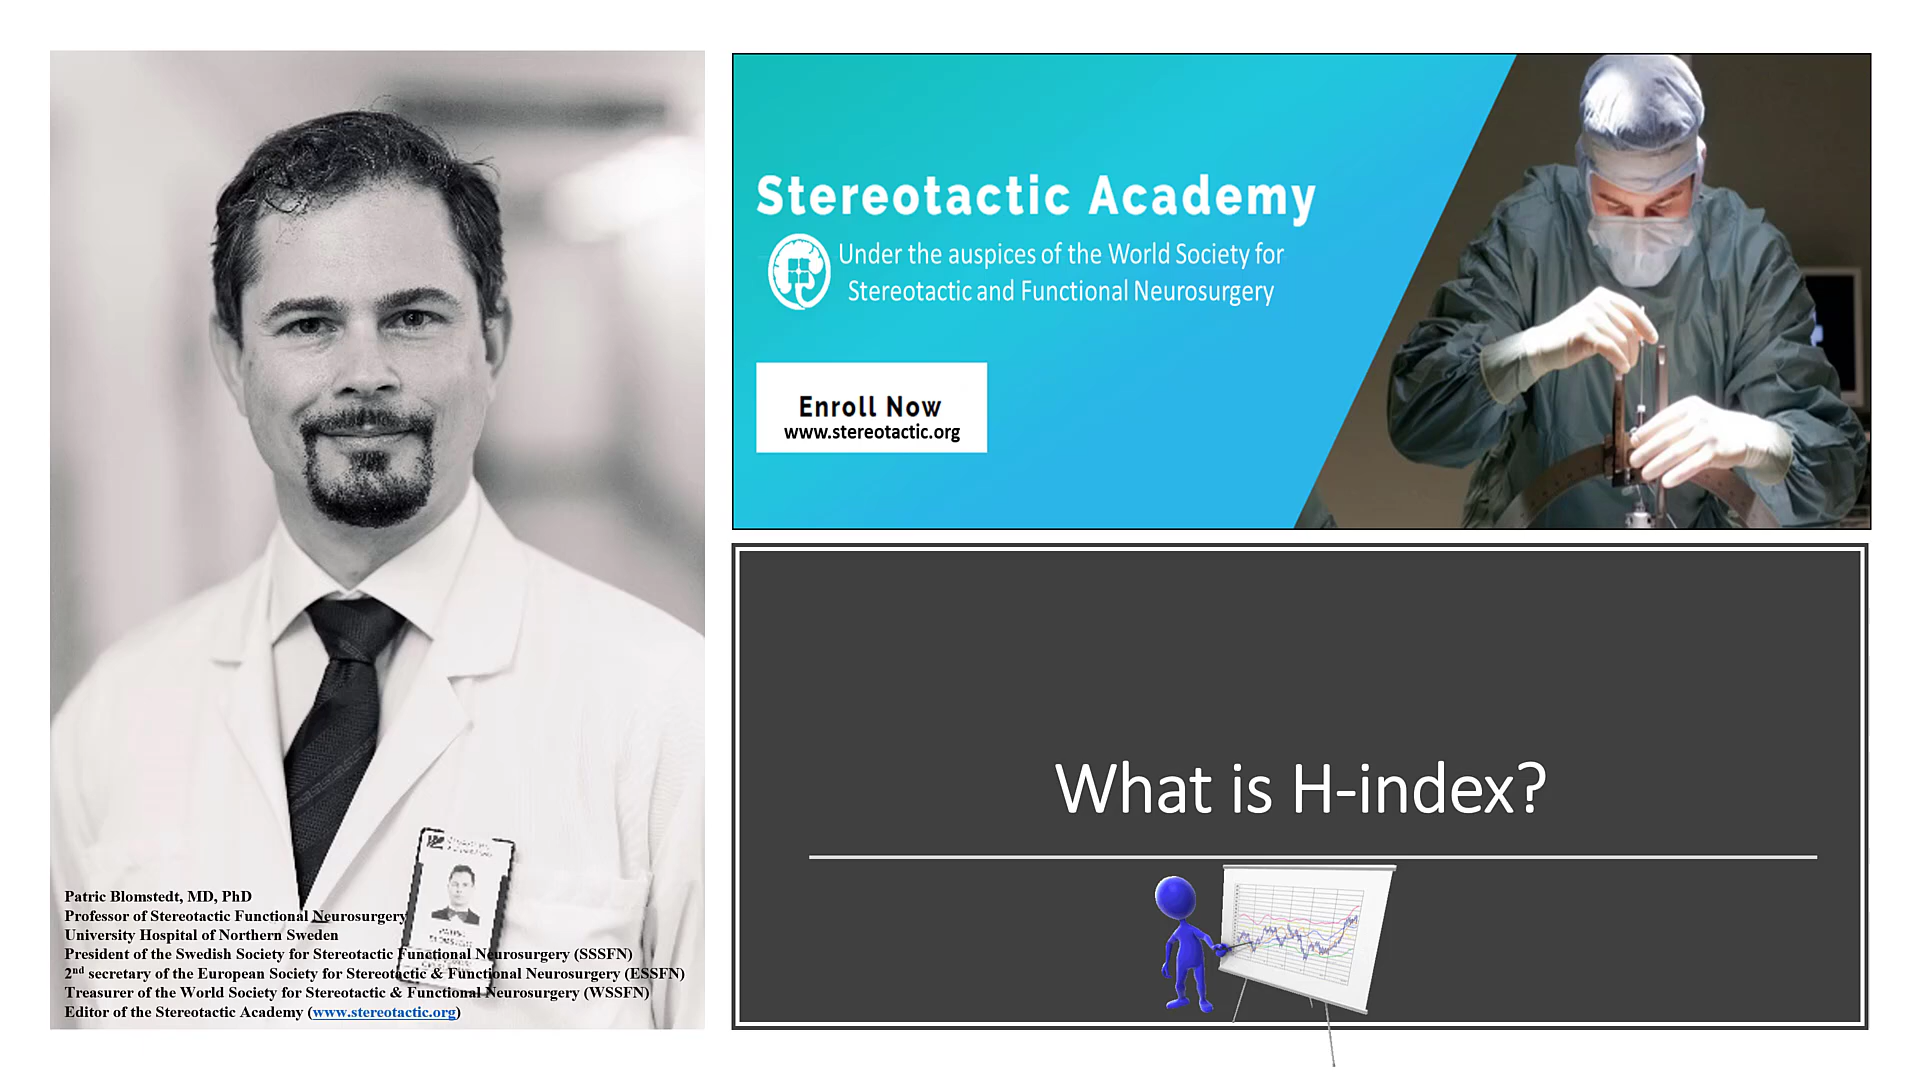 Stereotactic Academy
Under the auspices of the World Society for
Stereotactic and Functional Neurosurgery
Enroll Now
www.stereotactic.org
What is H-index?
Patric Blomstedt, MD, PhD
Professor of Stereotactic Functional Neurosurgery
University Hospital of Northern Sweden
President of the Swedish Society for Stereotactic Functional Neurosurgery (SSSFN)
2nd secretary of the European Society for Stereotactic & Functional Neurosurgery (ESSFN)
Treasurer of the World Society for Stereotactic & Functional Neurosurgery (WSSFN)
Editor of the Stereotactic Academy (www.stereotactic.org)